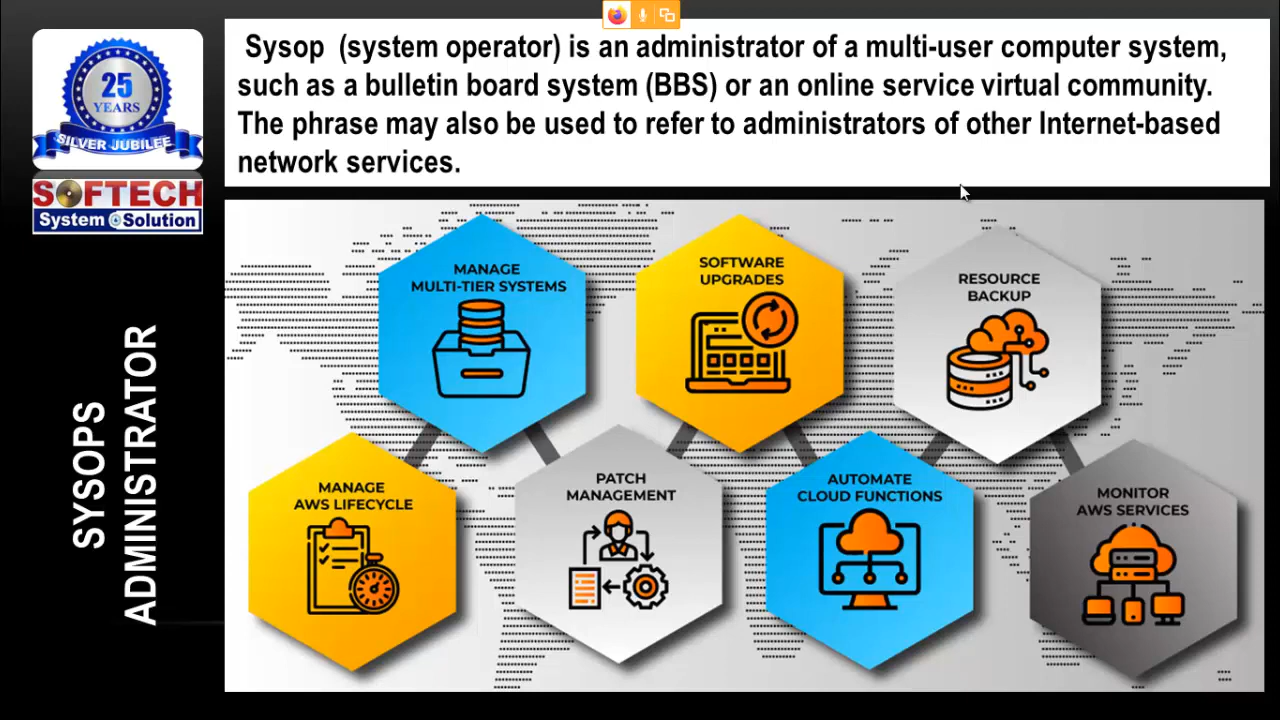 Sysop (system operator) is an administrator of a multi-user computer system,
such as a bulletin board system (BBS) or an online service virtual community.
The phrase may also be used to refer to administrators of other Internet-based
network services.
25
YEARS
SILVER JUBILEE
SOFTECH
System Solution
SYSOPS
ADMINISTRATOR
MANAGE
MULTI-TIER SYSTEMS
SOFTWARE
UPGRADES
RESOURCE
BACKUP
MANAGE
AWS LIFECYCLE
PATCH
MANAGEMENT
AUTOMATE
CLOUD FUNCTIONS
MONITOR
AWS SERVICES